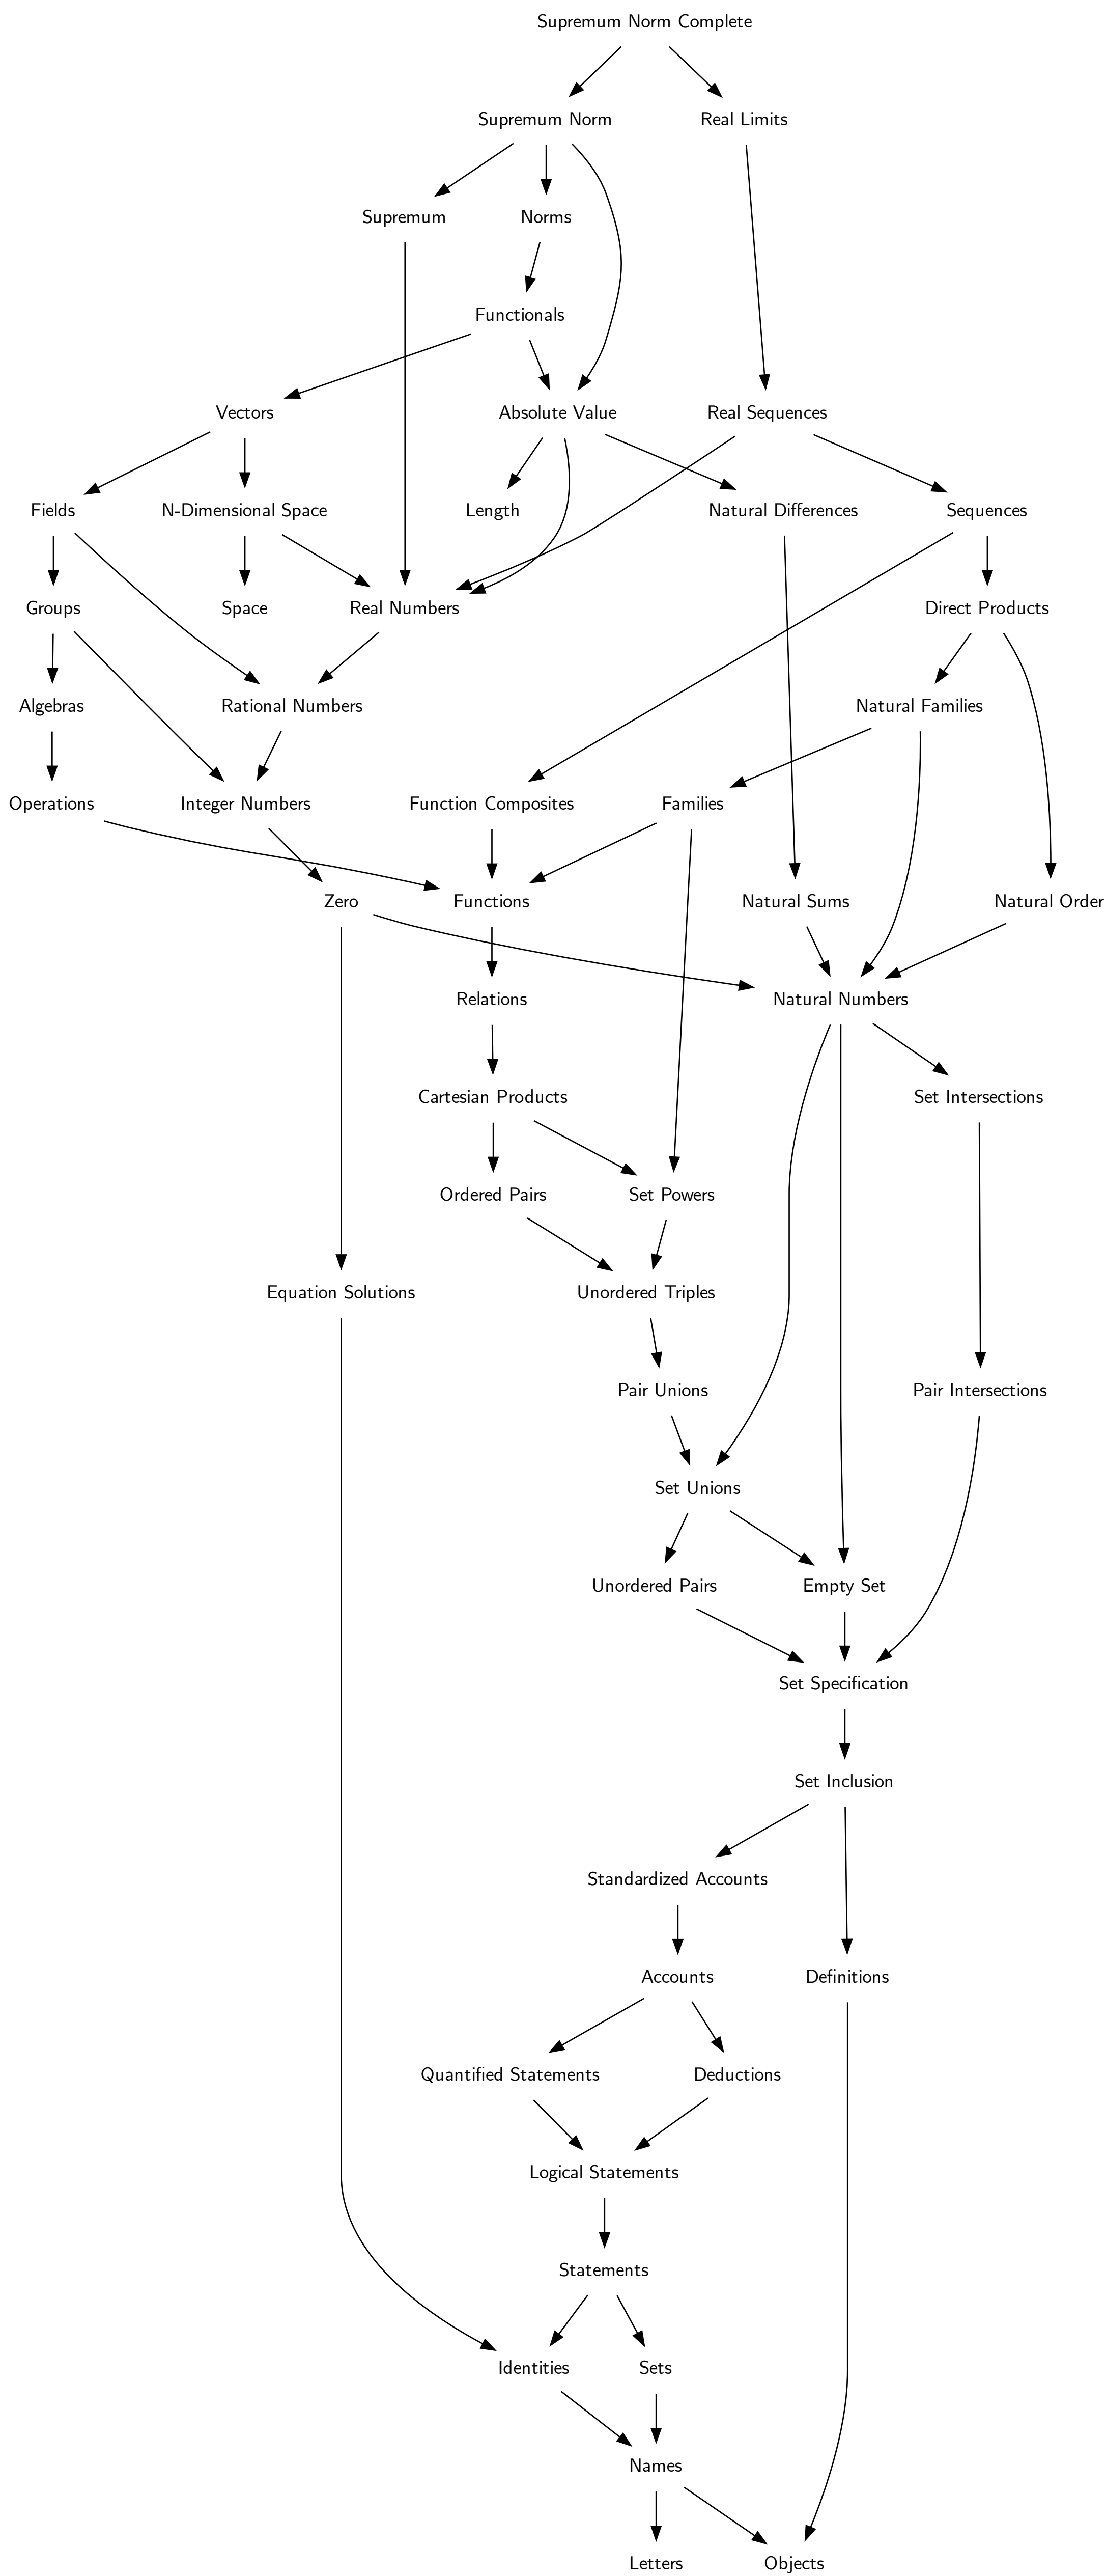 Supremum Norm Complete
Supremum Norm
Real Limits
Supremum
Norms
Functionals
Vectors
Absolute Value
Real Sequences
Fields
N-Dimensional Space
Length
Natural Differences
Sequences
Groups
Space
Real Numbers
Direct Products
Algebras
Rational Numbers
Natural Families
Operations
Integer Numbers
Function Composites
Families
Zero
Functions
Natural Sums
Natural Order
Relations
Natural Numbers
Cartesian Products
Set Intersections
Ordered Pairs
Set Powers
Equation Solutions
Unordered Triples
Pair Unions
Pair Intersections
Set Unions
Unordered Pairs
Empty Set
Set Specification
Set Inclusion
Standardized Accounts
Accounts
Definitions
Quantified Statements
Deductions
Logical Statements
Statements
Identities
Sets
Names
Letters
Objects